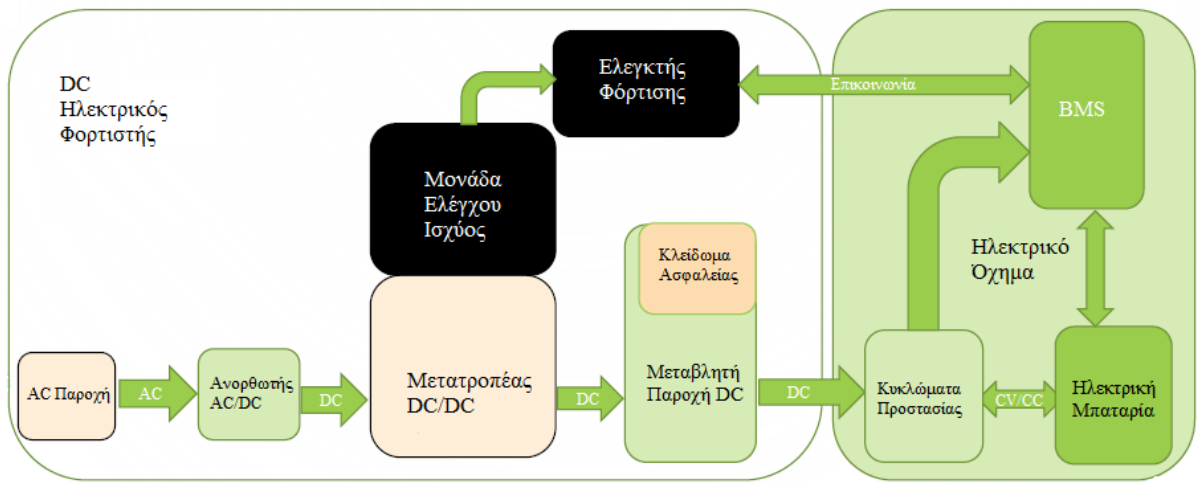 DC
Ηλεκτρικός
Φορτιστής
Ελεγκτής
Φόρτισης
Επικοινωνία
BMS
Μονάδα
Ελέγχου
Ισχύος
Κλείδωμα
Ασφαλείας
Ηλεκτρικό
Όχημα
AC Παροχή
AC
Ανορθωτής
AC/DC
DC
Μετατροπέας
DC/DC
DC
Μεταβλητή
Παροχή DC
DC
Κυκλώματα
Προστασίας
CV/CC
Ηλεκτρική
Μπαταρία